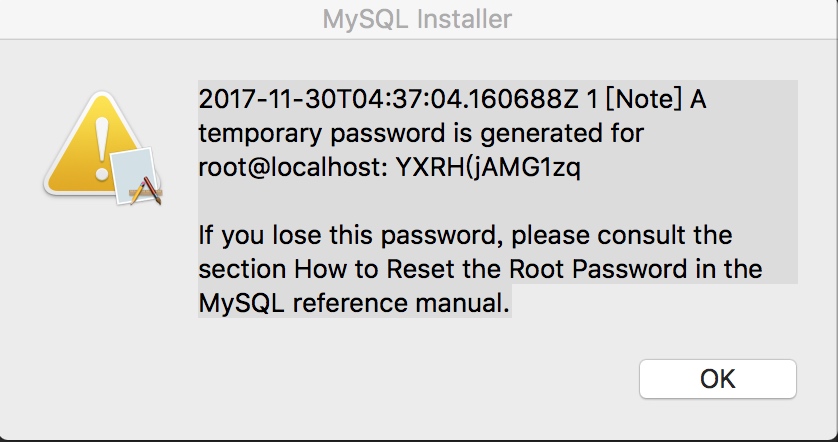 MySQL Installer
2017-11-30T04:37:04.160688Z 1 [Note] A
temporary password is generated for
root@localhost: YXRH(jAMG1zq
If you lose this password, please consult the
section How to Reset the Root Password in the
MySQL reference manual.
OK